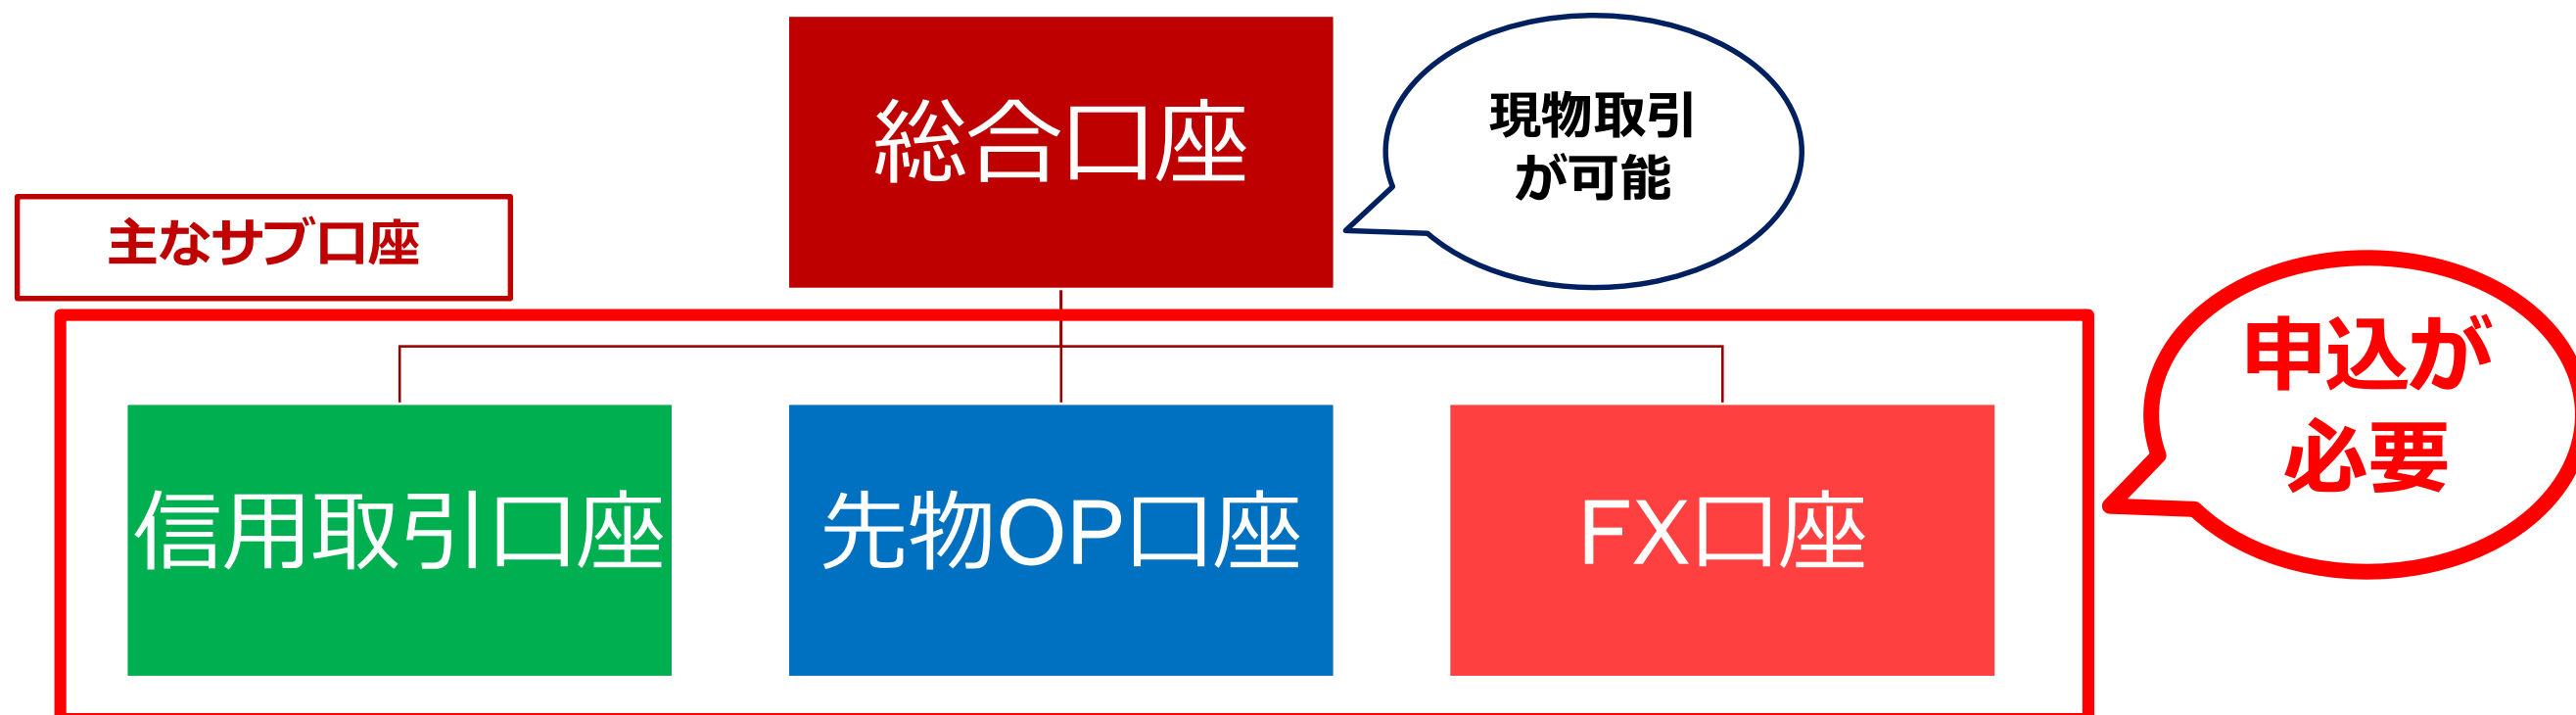 総合口座
現物取引
が可能
主なサブ口座
申込が
必要
信用取引口座
先物OP口座
FX口座